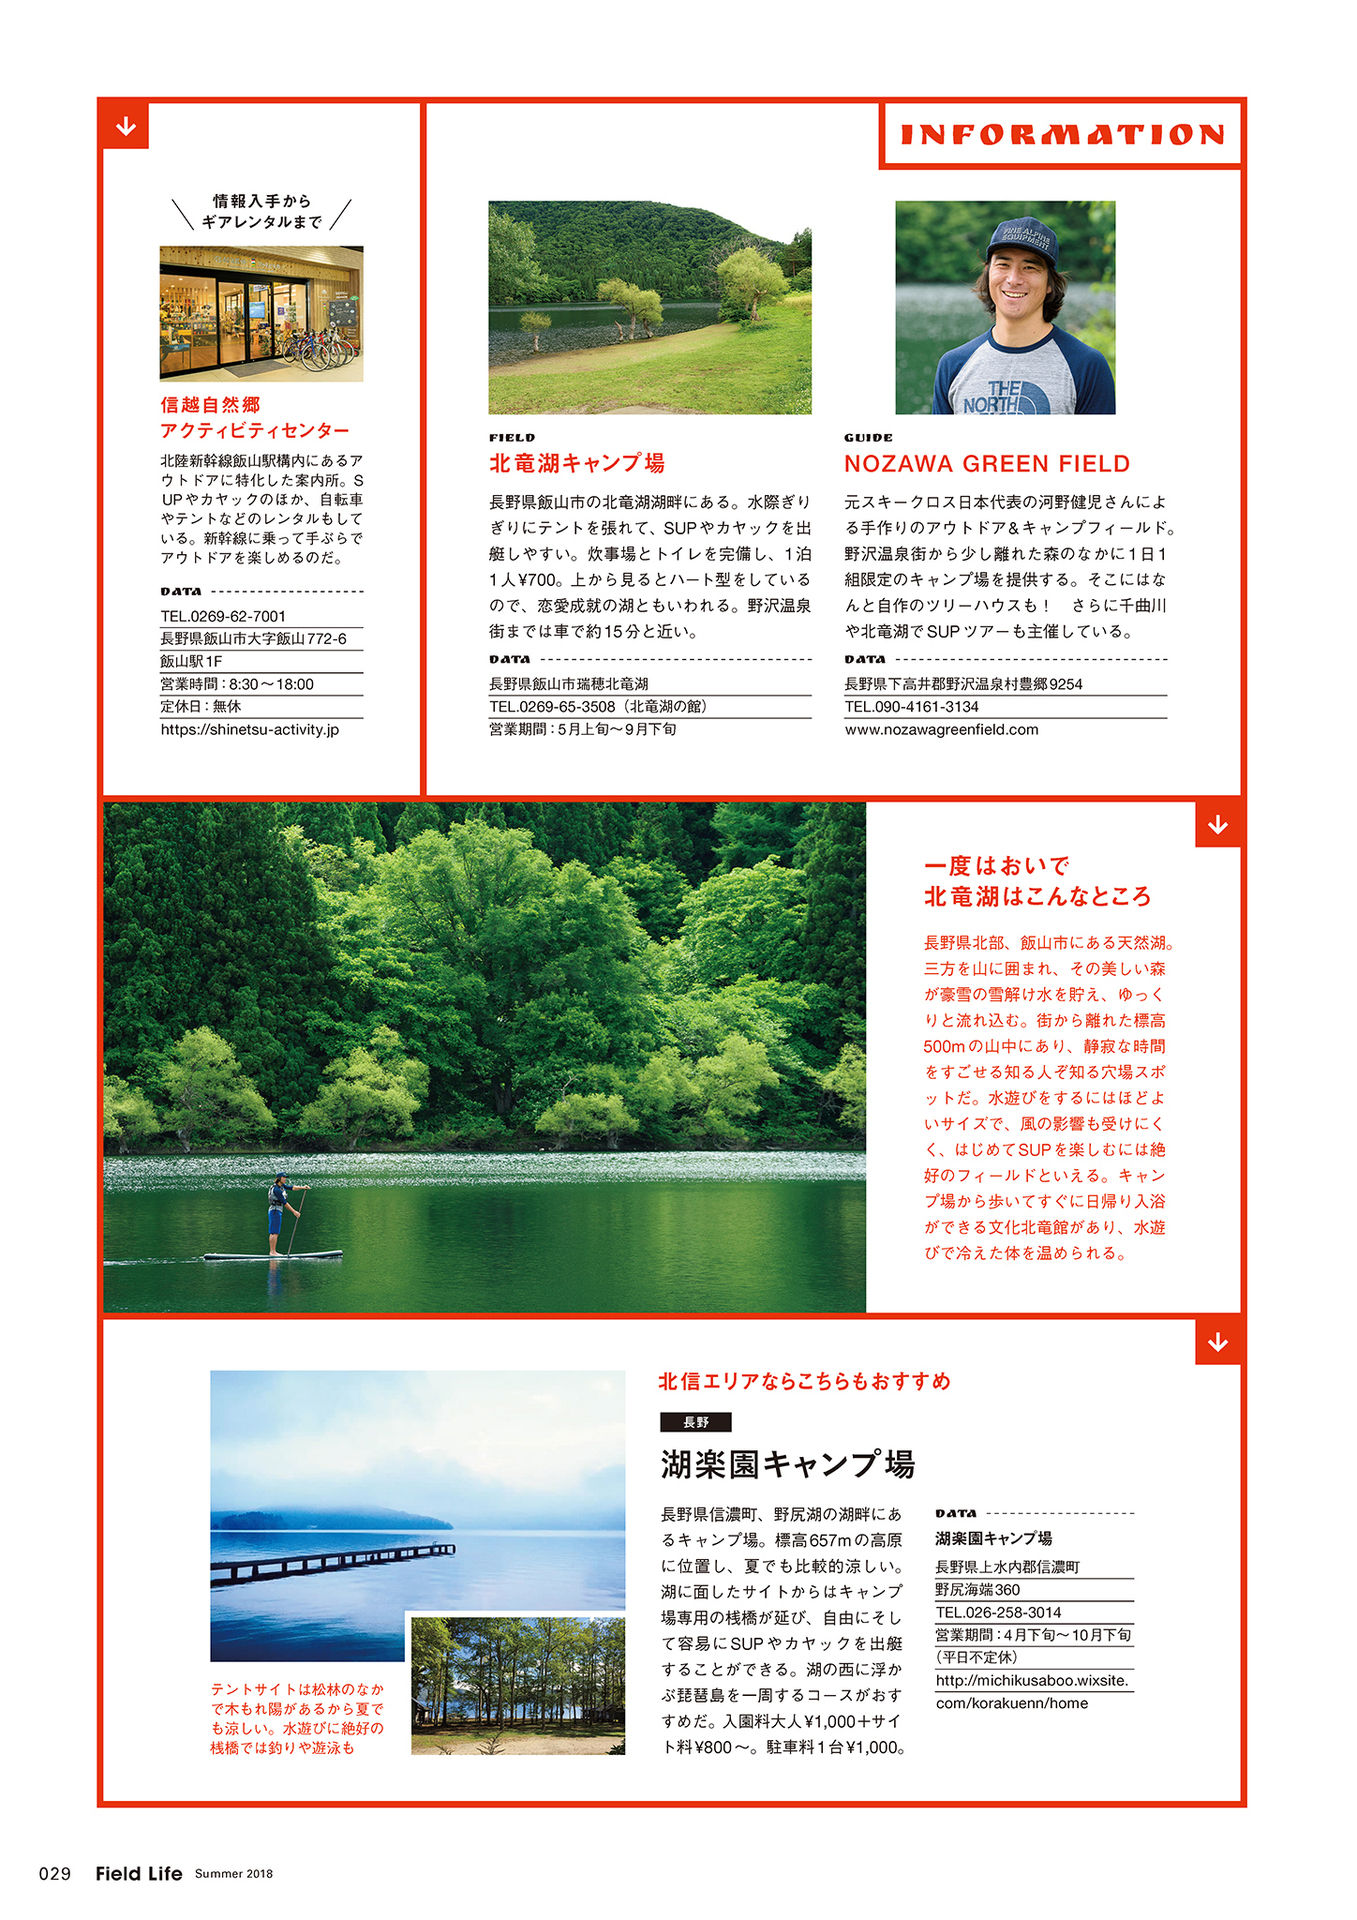 INFORMATION
情報入手から
ギアレンタルまで
信越自然郷
アクティビティセンター
北陸新幹線飯山駅構内にあるア
ウトドアに特化した案内所。S
UPやカヤックのほか、自転車
やテントなどのレンタルもして
いる。新幹線に乗って手ぶらで
アウトドアを楽しめるのだ。
DATA
TEL.0269-62-7001
長野県飯山市大字飯山772-6
飯山駅1F
営業時間：8:30～18:00
定休日：無休
https://shinetsu-activity.jp
FIELD
北竜湖キャンプ場
長野県飯山市の北竜湖湖畔にある。水際ぎり
ぎりにテントを張れて、SUPやカヤックを出
艇しやすい。炊事場とトイレを完備し、1泊
1人¥700。上から見るとハート型をしている
ので、恋愛成就の湖ともいわれる。野沢温泉
街までは車で約15分と近い。
DATA
長野県飯山市瑞穂北竜湖
TEL.0269-65-3508（北竜湖の館）
営業期間：5月上旬～9月下旬
PINE ALPINE
EQUIPMENT
THE
NORTH
GUIDE
NOZAWA GREEN FIELD
元スキークロス日本代表の河野健児さんによ
る手作りのアウトドア＆キャンプフィールド。
野沢温泉街から少し離れた森のなかに1日1
組限定のキャンプ場を提供する。そこにはな
んと自作のツリーハウスも！　さらに千曲川
や北竜湖でSUPツアーも主催している。
DATA
長野県下高井郡野沢温泉村豊郷9254
TEL.090-4161-3134
www.nozawagreenfield.com
一度はおいで
北竜湖はこんなところ
長野県北部、飯山市にある天然湖。
三方を山に囲まれ、その美しい森
が豪雪の雪解け水を貯え、ゆっく
りと流れ込む。街から離れた標高
500mの山中にあり、静寂な時間
をすごせる知る人ぞ知る穴場スポ
ットだ。水遊びをするにはほどよ
いサイズで、風の影響も受けにく
く、はじめてSUPを楽しむには絶
好のフィールドといえる。キャン
プ場から歩いてすぐに日帰り入浴
ができる文化北竜館があり、水遊
びで冷えた体を温められる。
北信エリアならこちらもおすすめ
長野
湖楽園キャンプ場
長野県信濃町、野尻湖の湖畔にあ
るキャンプ場。標高657mの高原
に位置し、夏でも比較的涼しい。
湖に面したサイトからはキャンプ
場専用の桟橋が延び、自由にそし
て容易にSUPやカヤックを出艇
することができる。湖の西に浮か
ぶ琵琶島を一周するコースがおす
すめだ。入園料大人¥1,000＋サイ
ト料¥800～。駐車料1台¥1,000。
DATA
湖楽園キャンプ場
長野県上水内郡信濃町
野尻海端360
TEL.026-258-3014
営業期間：4月下旬～10月下旬
（平日不定休）
http://michikusaboo.wixsite.
com/korakuenn/home
テントサイトは松林のなか
で木もれ陽があるから夏で
も涼しい。水遊びに絶好の
桟橋では釣りや遊泳も
029 Field Life Summer 2018